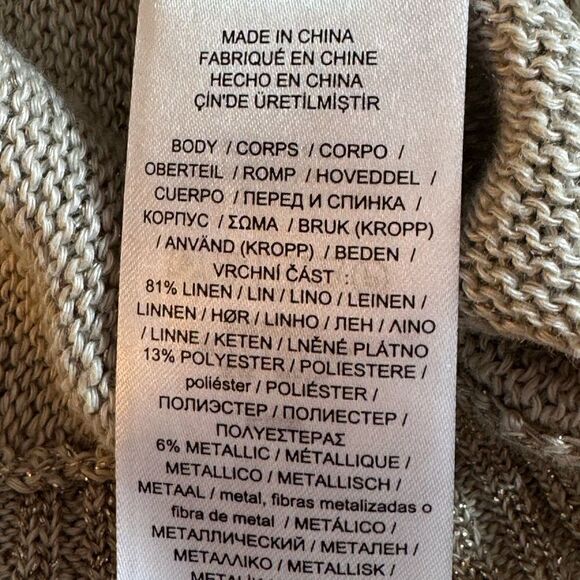 MADE IN CHINA
FABRIQUÉ EN CHINE
HECHO EN CHINA
ÇIN'DE ÜRETİLMİŞTİR
BODY / CORPS / CORPO /
OBERTEIL / ROMP / HOVEDDEL /
CUERPO / ПЕРЕД И СПИНКА /
КОРПУС / ΣΩΜΑ / BRUK (KROPP)
/ ANVÄND (KROPP) / BEDEN /
VRCHNÍ ČÁST :
81% LINEN / LIN / LINO / LEINEN /
LINNEN / HØR / LINHO / ЛЕН / ΛΙΝΟ
/ LINNE / KETEN / LNĚNÉ PLÁTNO
13% POLYESTER / POLIESTERE /
poliéster / POLIÉSTER /
ПОЛИЭСТЕР / ПОЛИЕСТЕР /
ΠΟΛΥΕΣΤΕΡΑΣ
6% METALLIC / MÉTALLIQUE /
METALLICO / METALLISCH /
METAAL / metal, fibras metalizadas o
fibra de metal / METÁLICO /
МЕТАЛЛИЧЕСКИЙ / МЕТАЛЕН /
ΜΕΤΑΛΛΙΚΟ / METALLISK /